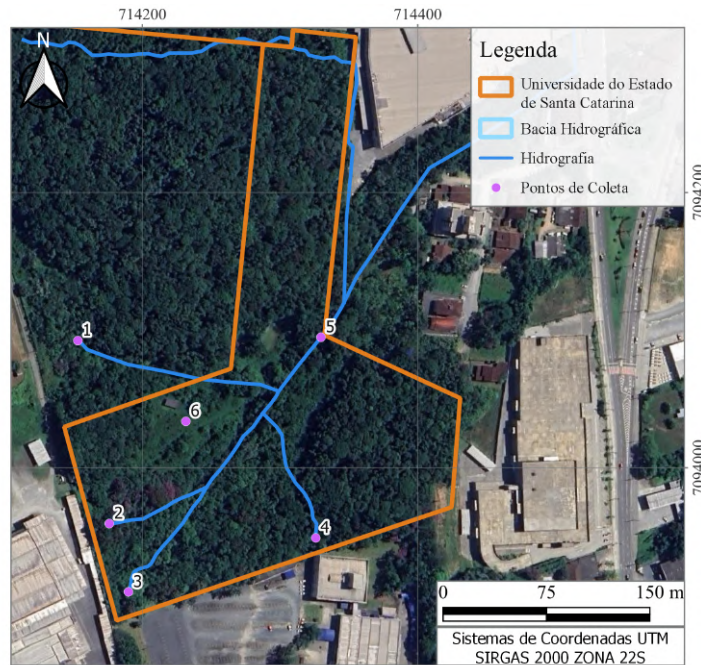 714200
714400
N
Legenda
Universidade do Estado
de Santa Catarina
Bacia Hidrográfica
Hidrografia
Pontos de Coleta
7094200
1
5
6
7094000
2
4
3
0 75 150 m
Sistemas de Coordenadas UTM
SIRGAS 2000 ZONA 22S